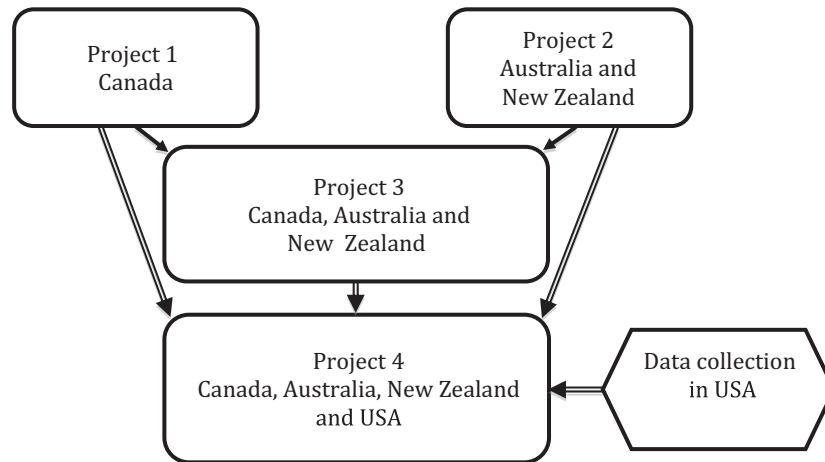 Project 1
Canada
Project 2
Australia and
New Zealand
Project 3
Canada, Australia and
New Zealand
Project 4
Canada, Australia, New Zealand
and USA
Data collection
in USA